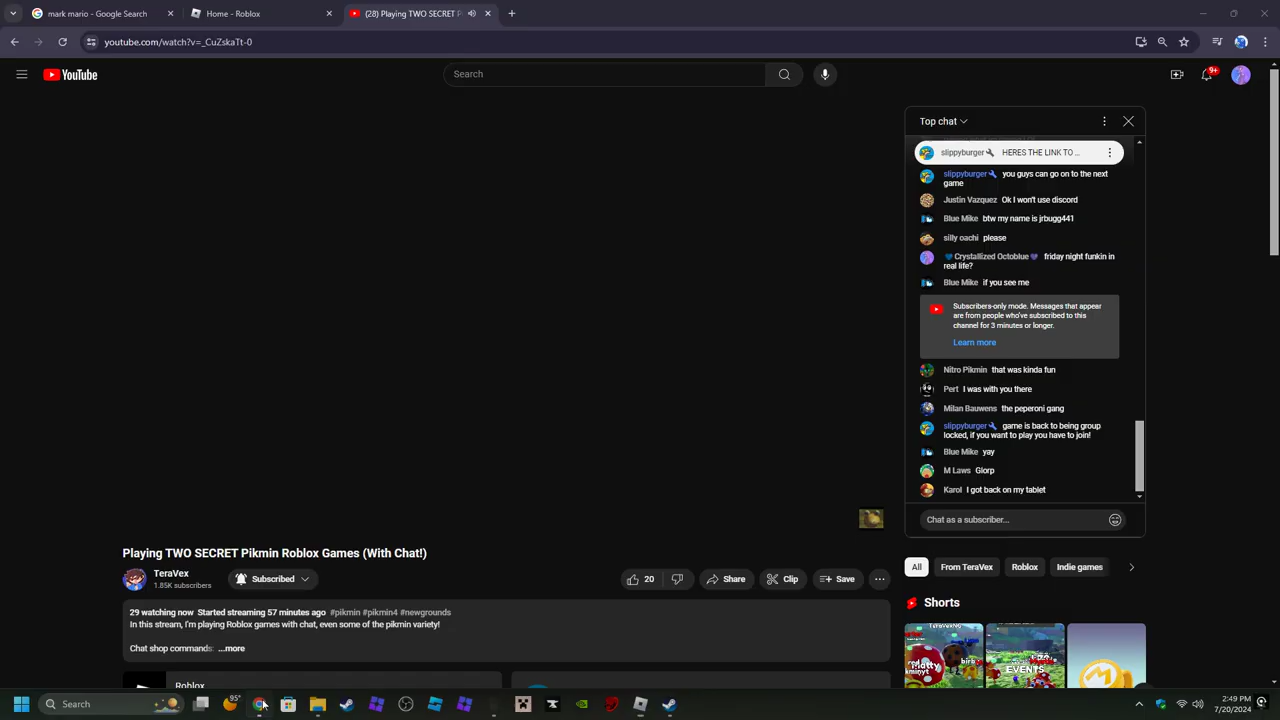 mark mario - Google Search
Home - Roblox
(28) Playing TWO SECRET P
youtube.com/watch?v=_CuZskaTt-0
YouTube
Search
9+
Top chat
slippyburger HERES THE LINK TO ...
slippyburger you guys can go on to the next
game
Justin Vazquez Ok I won't use discord
Blue Mike btw my name is jrbugg441
silly oachi please
💙Crystallized Octoblue💜 friday night funkin in
real life?
Blue Mike if you see me
Subscribers-only mode. Messages that appear
are from people who've subscribed to this
channel for 3 minutes or longer.
Learn more
Nitro Pikmin that was kinda fun
Pert I was with you there
Milan Bauwens the peperoni gang
slippyburger game is back to being group
locked, if you want to play you have to join!
Blue Mike yay
M Laws Glorp
Karol I got back on my tablet
Chat as a subscriber...
Playing TWO SECRET Pikmin Roblox Games (With Chat!)
TeraVex
1.85K subscribers
Subscribed
20
Share
Clip
Save
All
From TeraVex
Roblox
Indie games
29 watching now Started streaming 57 minutes ago #pikmin #pikmin4 #newgrounds
In this stream, I'm playing Roblox games with chat, even some of the pikmin variety!
Chat shop commands: ...more
Shorts
EVENTS
Roblox
Search
95°
2:49 PM
7/20/2024